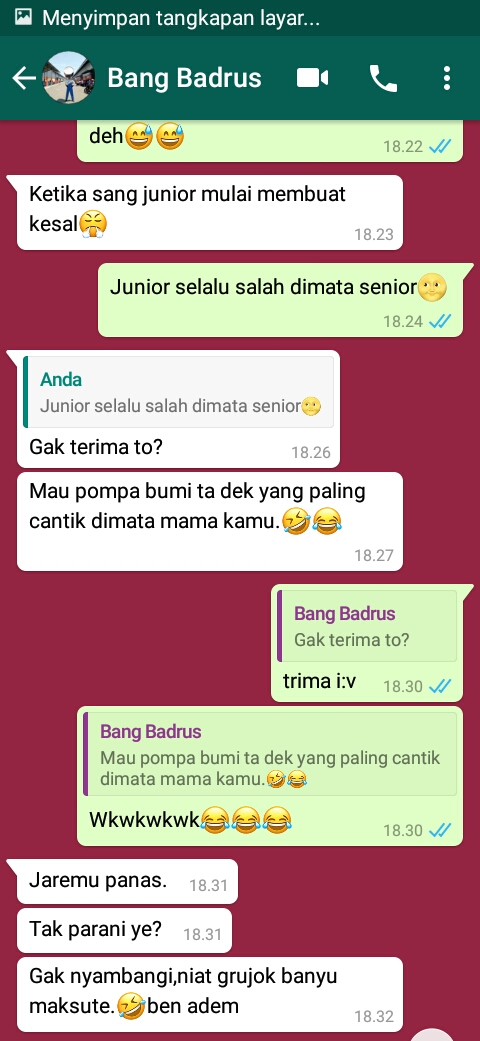 Menyimpan tangkapan layar...
Bang Badrus
deh😅😅
18.22
Ketika sang junior mulai membuat
kesal😤
18.23
Junior selalu salah dimata senior🌝
18.24
Anda
Junior selalu salah dimata senior🌝
Gak terima to?
18.26
Mau pompa bumi ta dek yang paling
cantik dimata mama kamu.🤣😂
18.27
Bang Badrus
Gak terima to?
trima i:v
18.30
Bang Badrus
Mau pompa bumi ta dek yang paling cantik
dimata mama kamu.🤣😂
Wkwkwkwk😂😂😂
18.30
Jaremu panas.
18.31
Tak parani ye?
18.31
Gak nyambangi,niat grujok banyu
maksute.🤣ben adem
18.32